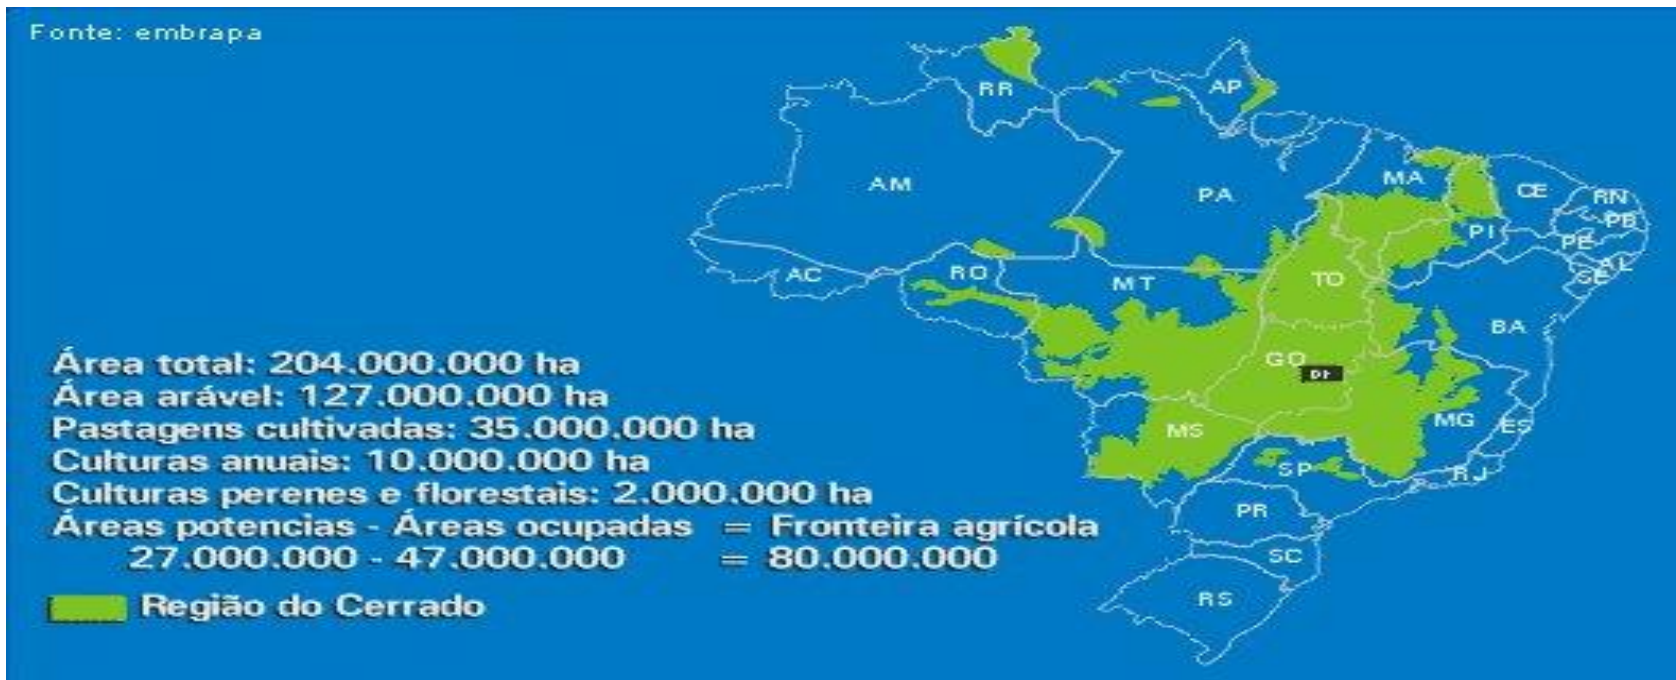 Fonte: embrapa
RR
AP
AM
PA
MA
CE
RN
PB
PI
PE
AL
SE
AC
RO
MT
TO
BA
GO
DF
MG
ES
MS
SP
RJ
PR
SC
RS
Área total: 204.000.000 ha
Área arável: 127.000.000 ha
Pastagens cultivadas: 35.000.000 ha
Culturas anuais: 10.000.000 ha
Culturas perenes e florestais: 2.000.000 ha
Áreas potencias - Áreas ocupadas = Fronteira agrícola
27.000.000 - 47.000.000 = 80.000.000
Região do Cerrado